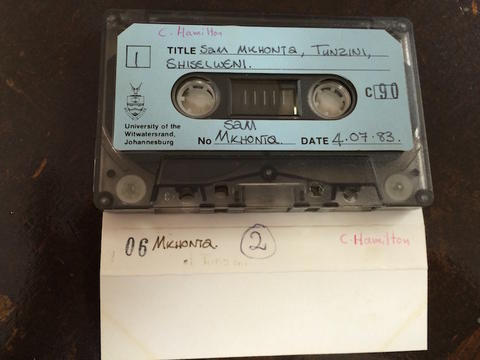 C. Hamilton
1 TITLE SAM MKHONTA, TUNZINI,
SHISELWENI.
C 90
University of the
Witwatersrand,
Johannesburg
SAM
No MKHONTA. DATE 4.07.83.
06 MKHONTA 2 C. Hamilton